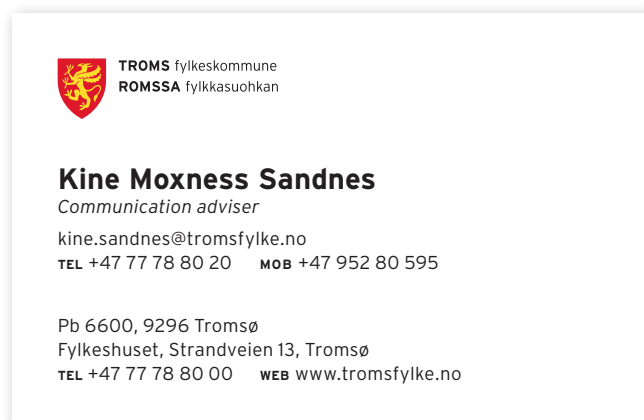 TROMS fylkeskommune
ROMSSA fylkkasuohkan
Kine Moxness Sandnes
Communication adviser
kine.sandnes@tromsfylke.no
TEL +47 77 78 80 20 MOB +47 952 80 595
Pb 6600, 9296 Tromsø
Fylkeshuset, Strandveien 13, Tromsø
TEL +47 77 78 80 00 WEB www.tromsfylke.no